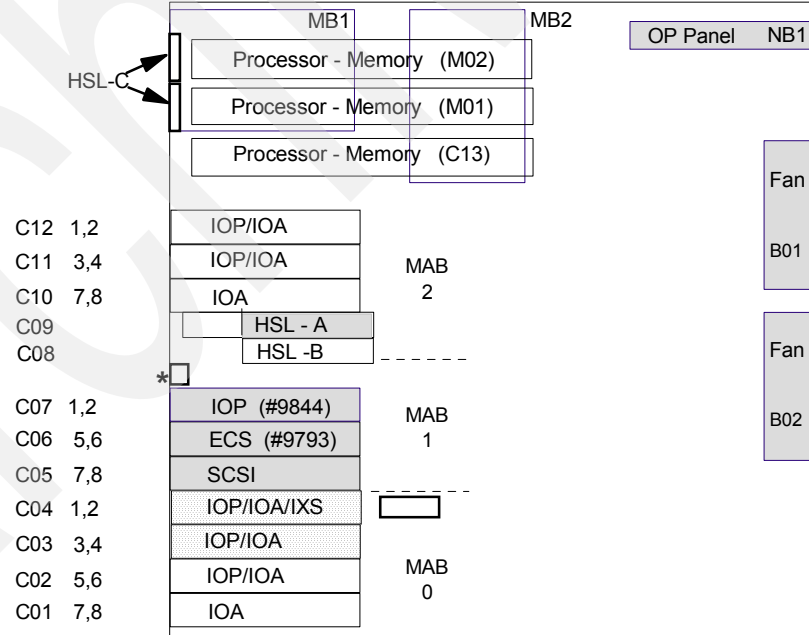 MB1 MB2
OP Panel NB1
Processor - Memory (M02)
HSL-C
Processor - Memory (M01)
Processor - Memory (C13)
Fan
B01
C12 1,2 IOP/IOA
C11 3,4 IOP/IOA
MAB
2
C10 7,8 IOA
C09 HSL - A
C08 HSL -B
Fan
B02
*
C07 1,2 IOP (#9844)
MAB
1
C06 5,6 ECS (#9793)
C05 7,8 SCSI
C04 1,2 IOP/IOA/IXS
C03 3,4 IOP/IOA
C02 5,6 IOP/IOA
MAB
0
C01 7,8 IOA